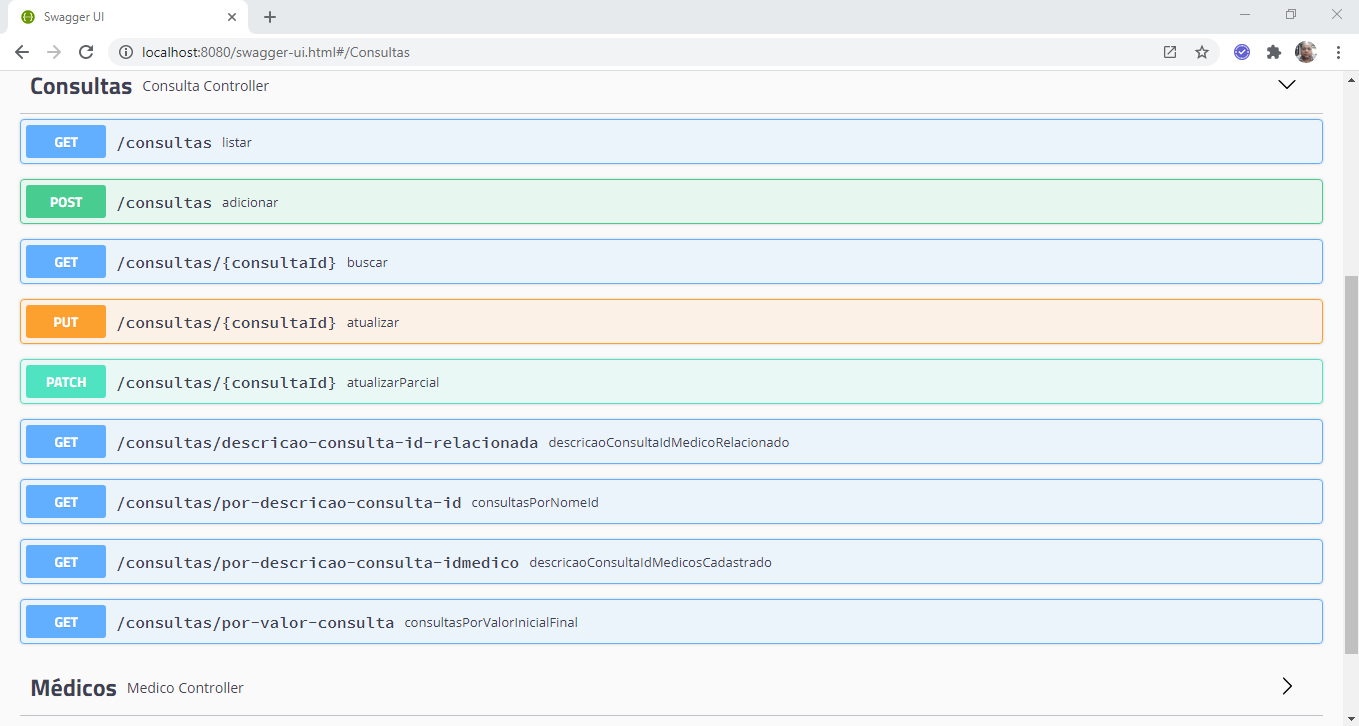 Swagger UI
localhost:8080/swagger-ui.html#/Consultas
Consultas Consulta Controller
GET /consultas listar
POST /consultas adicionar
GET /consultas/{consultaId} buscar
PUT /consultas/{consultaId} atualizar
PATCH /consultas/{consultaId} atualizarParcial
GET /consultas/descricao-consulta-id-relacionada descricaoConsultaIdMedicoRelacionado
GET /consultas/por-descricao-consulta-id consultasPorNomeId
GET /consultas/por-descricao-consulta-idmedico descricaoConsultaIdMedicosCadastrado
GET /consultas/por-valor-consulta consultasPorValorInicialFinal
Médicos Medico Controller